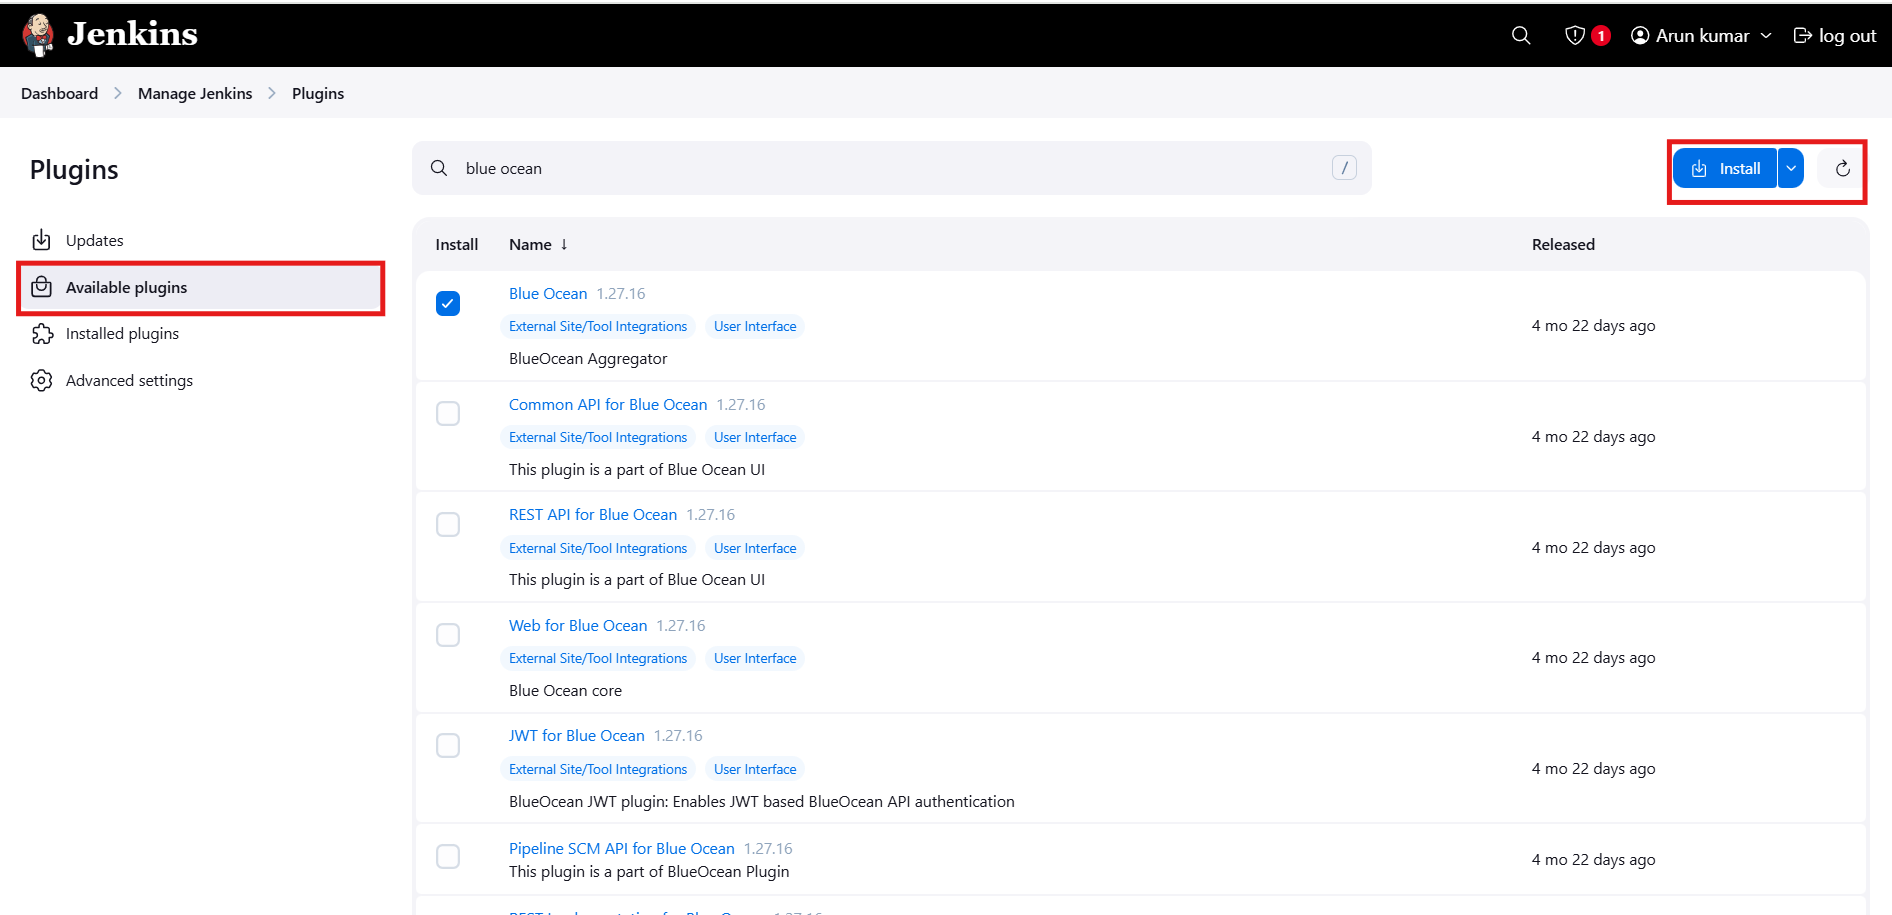 Jenkins
1
Arun kumar
log out
Dashboard
Manage Jenkins
Plugins
Plugins
Updates
Available plugins
Installed plugins
Advanced settings
blue ocean
/
Install
Install Name ↓ Released
Blue Ocean 1.27.16
External Site/Tool Integrations User Interface
4 mo 22 days ago
BlueOcean Aggregator
Common API for Blue Ocean 1.27.16
External Site/Tool Integrations User Interface
4 mo 22 days ago
This plugin is a part of Blue Ocean UI
REST API for Blue Ocean 1.27.16
External Site/Tool Integrations User Interface
4 mo 22 days ago
This plugin is a part of Blue Ocean UI
Web for Blue Ocean 1.27.16
External Site/Tool Integrations User Interface
4 mo 22 days ago
Blue Ocean core
JWT for Blue Ocean 1.27.16
External Site/Tool Integrations User Interface
4 mo 22 days ago
BlueOcean JWT plugin: Enables JWT based BlueOcean API authentication
Pipeline SCM API for Blue Ocean 1.27.16
4 mo 22 days ago
This plugin is a part of BlueOcean Plugin